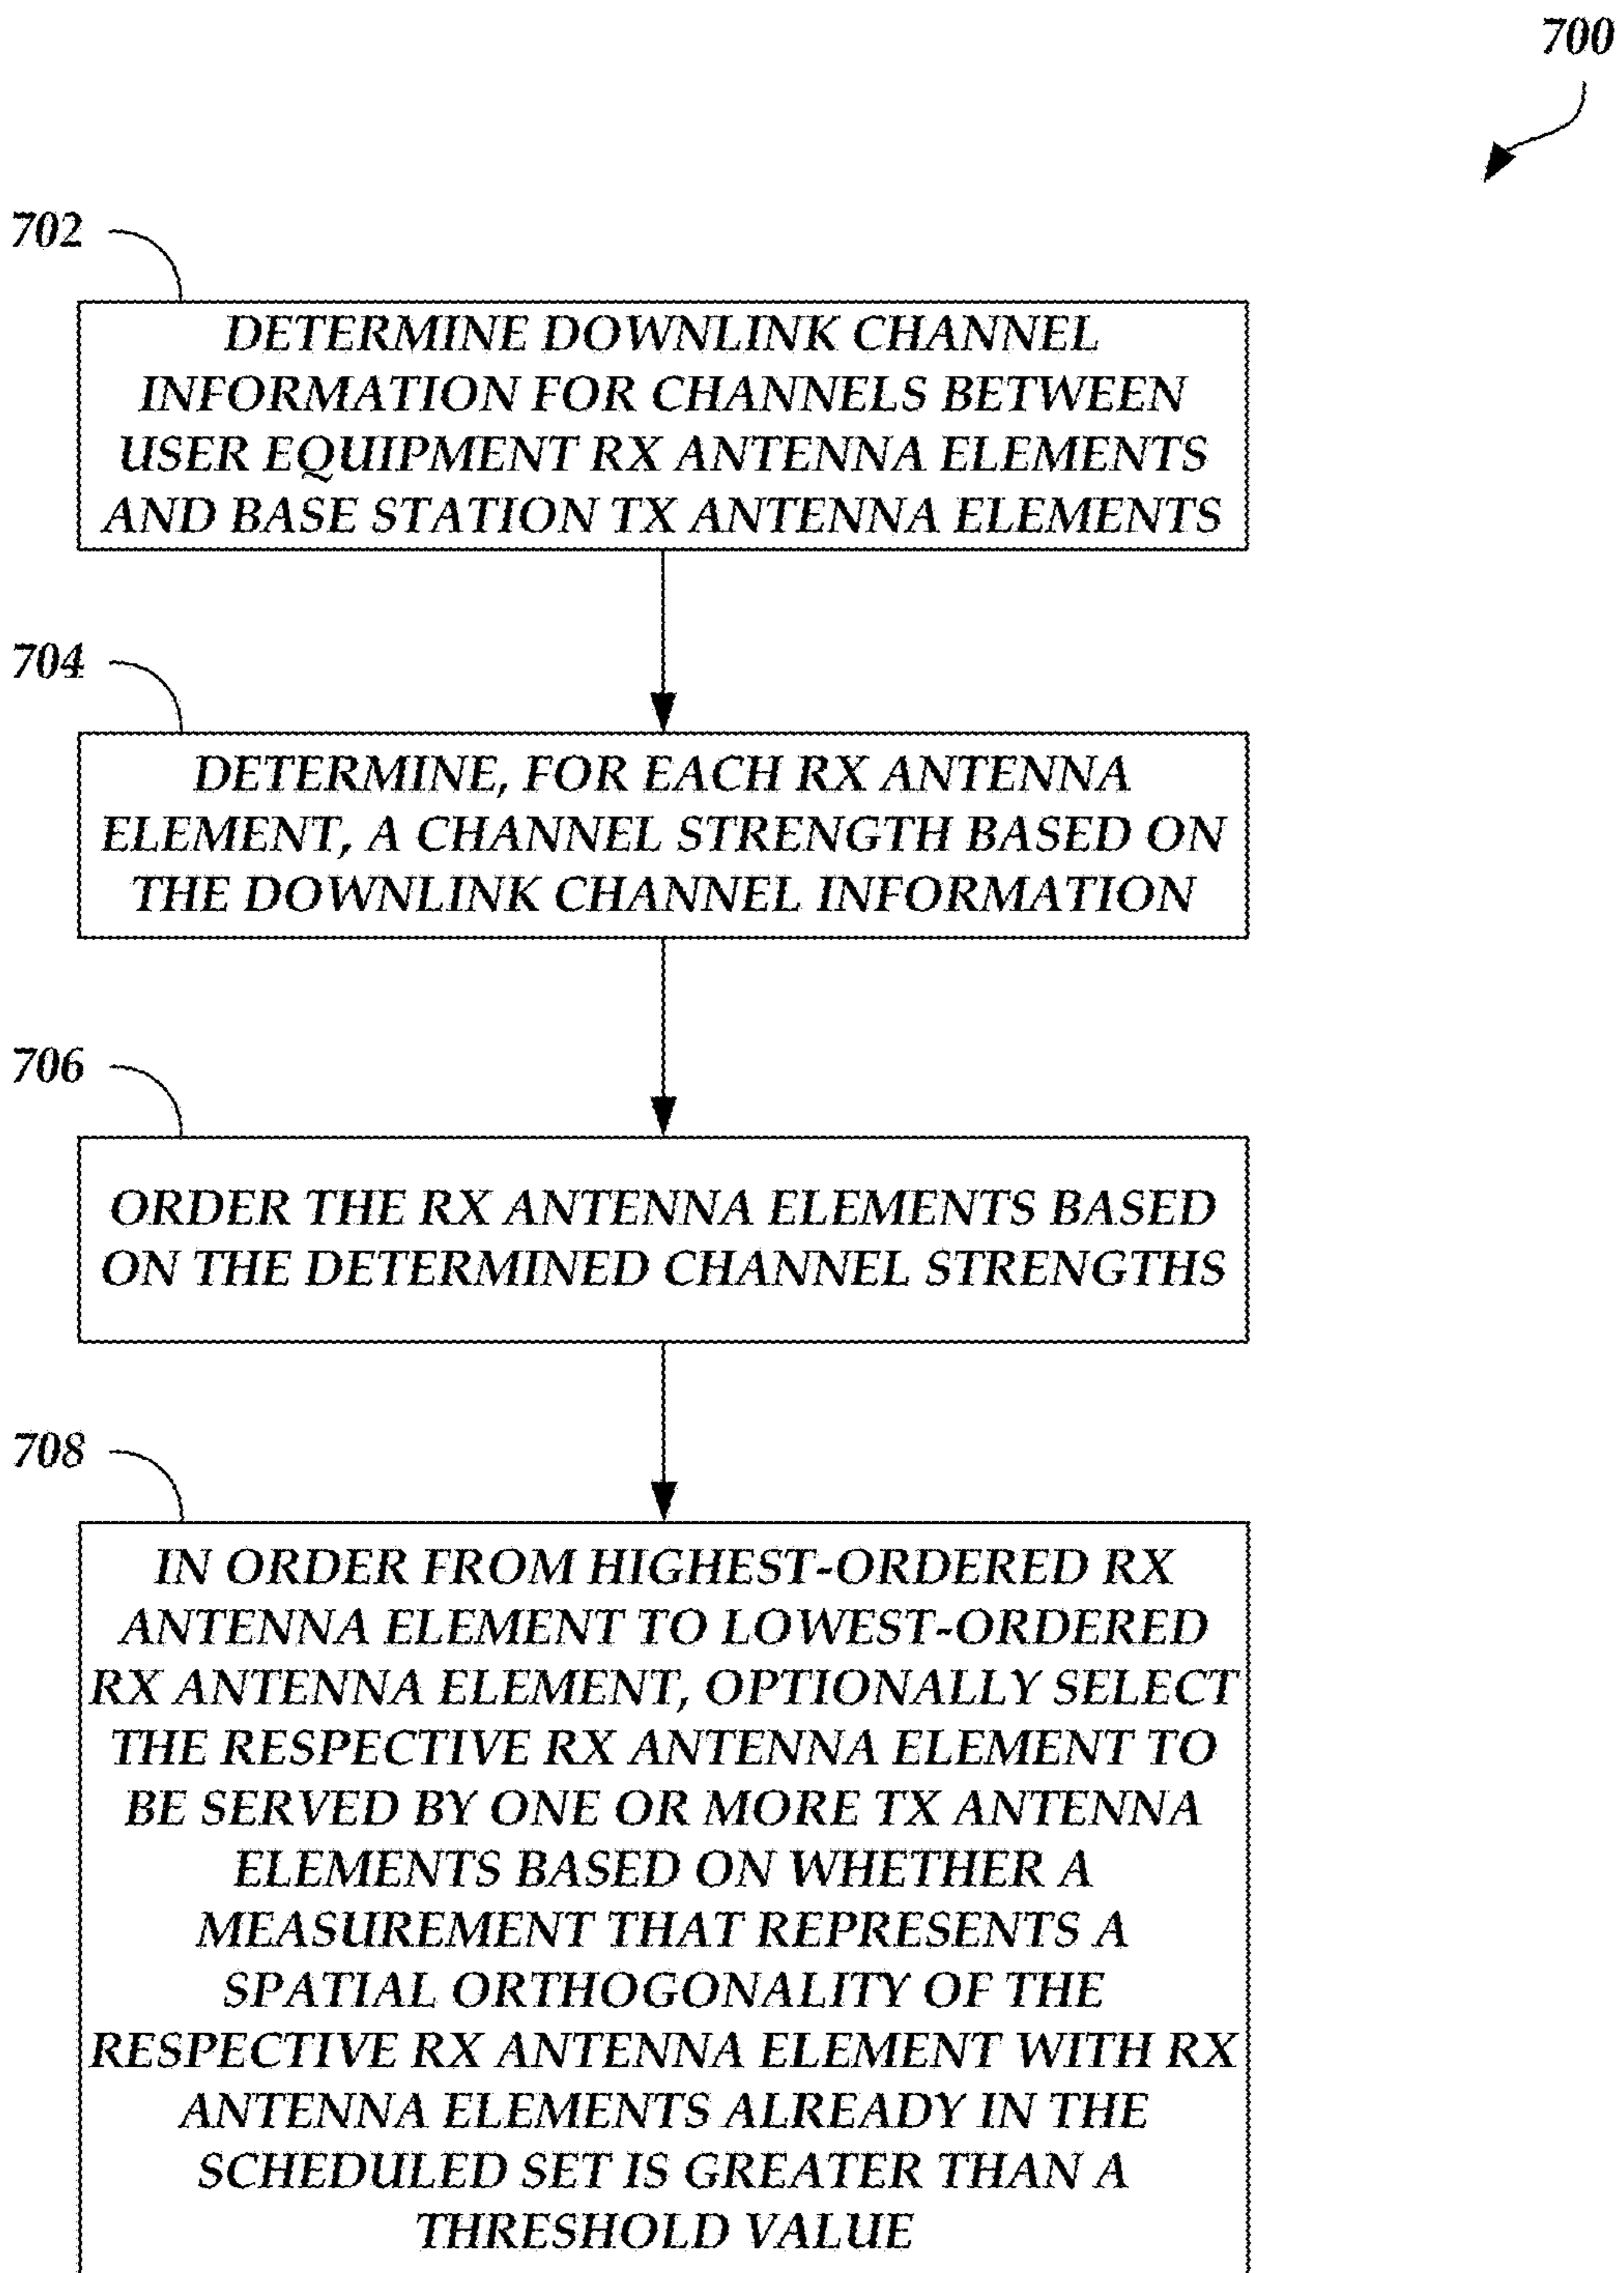 700
702
DETERMINE DOWNLINK CHANNEL
INFORMATION FOR CHANNELS BETWEEN
USER EQUIPMENT RX ANTENNA ELEMENTS
AND BASE STATION TX ANTENNA ELEMENTS
704
DETERMINE, FOR EACH RX ANTENNA
ELEMENT, A CHANNEL STRENGTH BASED ON
THE DOWNLINK CHANNEL INFORMATION
706
ORDER THE RX ANTENNA ELEMENTS BASED
ON THE DETERMINED CHANNEL STRENGTHS
708
IN ORDER FROM HIGHEST-ORDERED RX
ANTENNA ELEMENT TO LOWEST-ORDERED
RX ANTENNA ELEMENT, OPTIONALLY SELECT
THE RESPECTIVE RX ANTENNA ELEMENT TO
BE SERVED BY ONE OR MORE TX ANTENNA
ELEMENTS BASED ON WHETHER A
MEASUREMENT THAT REPRESENTS A
SPATIAL ORTHOGONALITY OF THE
RESPECTIVE RX ANTENNA ELEMENT WITH RX
ANTENNA ELEMENTS ALREADY IN THE
SCHEDULED SET IS GREATER THAN A
THRESHOLD VALUE